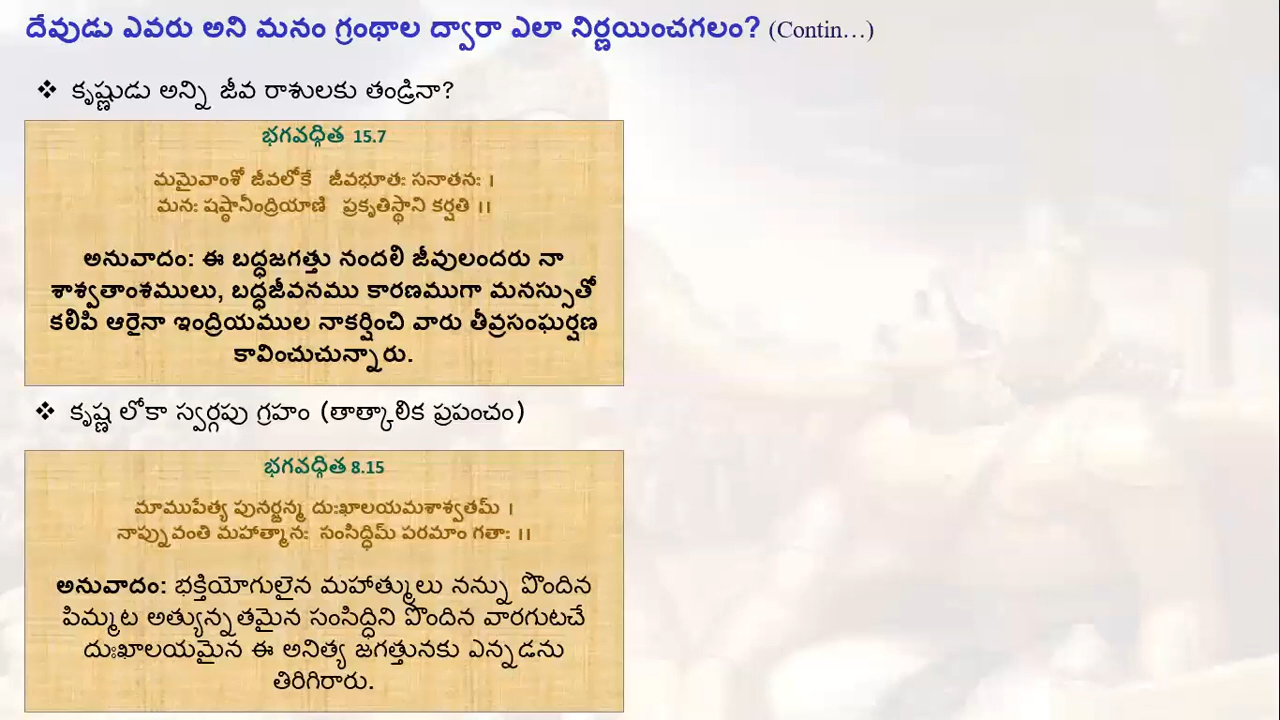 దేవుడు ఎవరు అని మనం గ్రంథాల ద్వారా ఎలా నిర్ణయించగలం? (Contin…)
❖ కృష్ణుడు అన్ని జీవ రాశులకు తండ్రినా?
భగవధ్గిత 15.7
మమైవాంశో జీవలోకే జీవభూతః సనాతనః ।
మనః షష్ఠానీంద్రియాణి ప్రకృతిస్థాని కర్షతి ।।
అనువాదం: ఈ బద్ధజగత్తు నందలి జీవులందరు నా
శాశ్వతాంశములు, బద్ధజీవనము కారణముగా మనస్సుతో
కలిపి ఆరైనా ఇంద్రియముల నాకర్షించి వారు తీవ్రసంఘర్షణ
కావించుచున్నారు.
❖ కృష్ణ లోకా స్వర్గపు గ్రహం (తాత్కాలిక ప్రపంచం)
భగవధ్గిత 8.15
మాముపేత్య పునర్జన్మ దుఃఖాలయమశాశ్వతమ్ ।
నాప్నువంతి మహాత్మానః సంసిద్ధిమ్ పరమాం గతాః ।।
అనువాదం: భక్తియోగులైన మహాత్ములు నన్ను పొందిన
పిమ్మట అత్యున్నతమైన సంసిద్ధిని పొందిన వారగుటచే
దుఃఖాలయమైన ఈ అనిత్య జగత్తునకు ఎన్నడను
తిరిగిరారు.